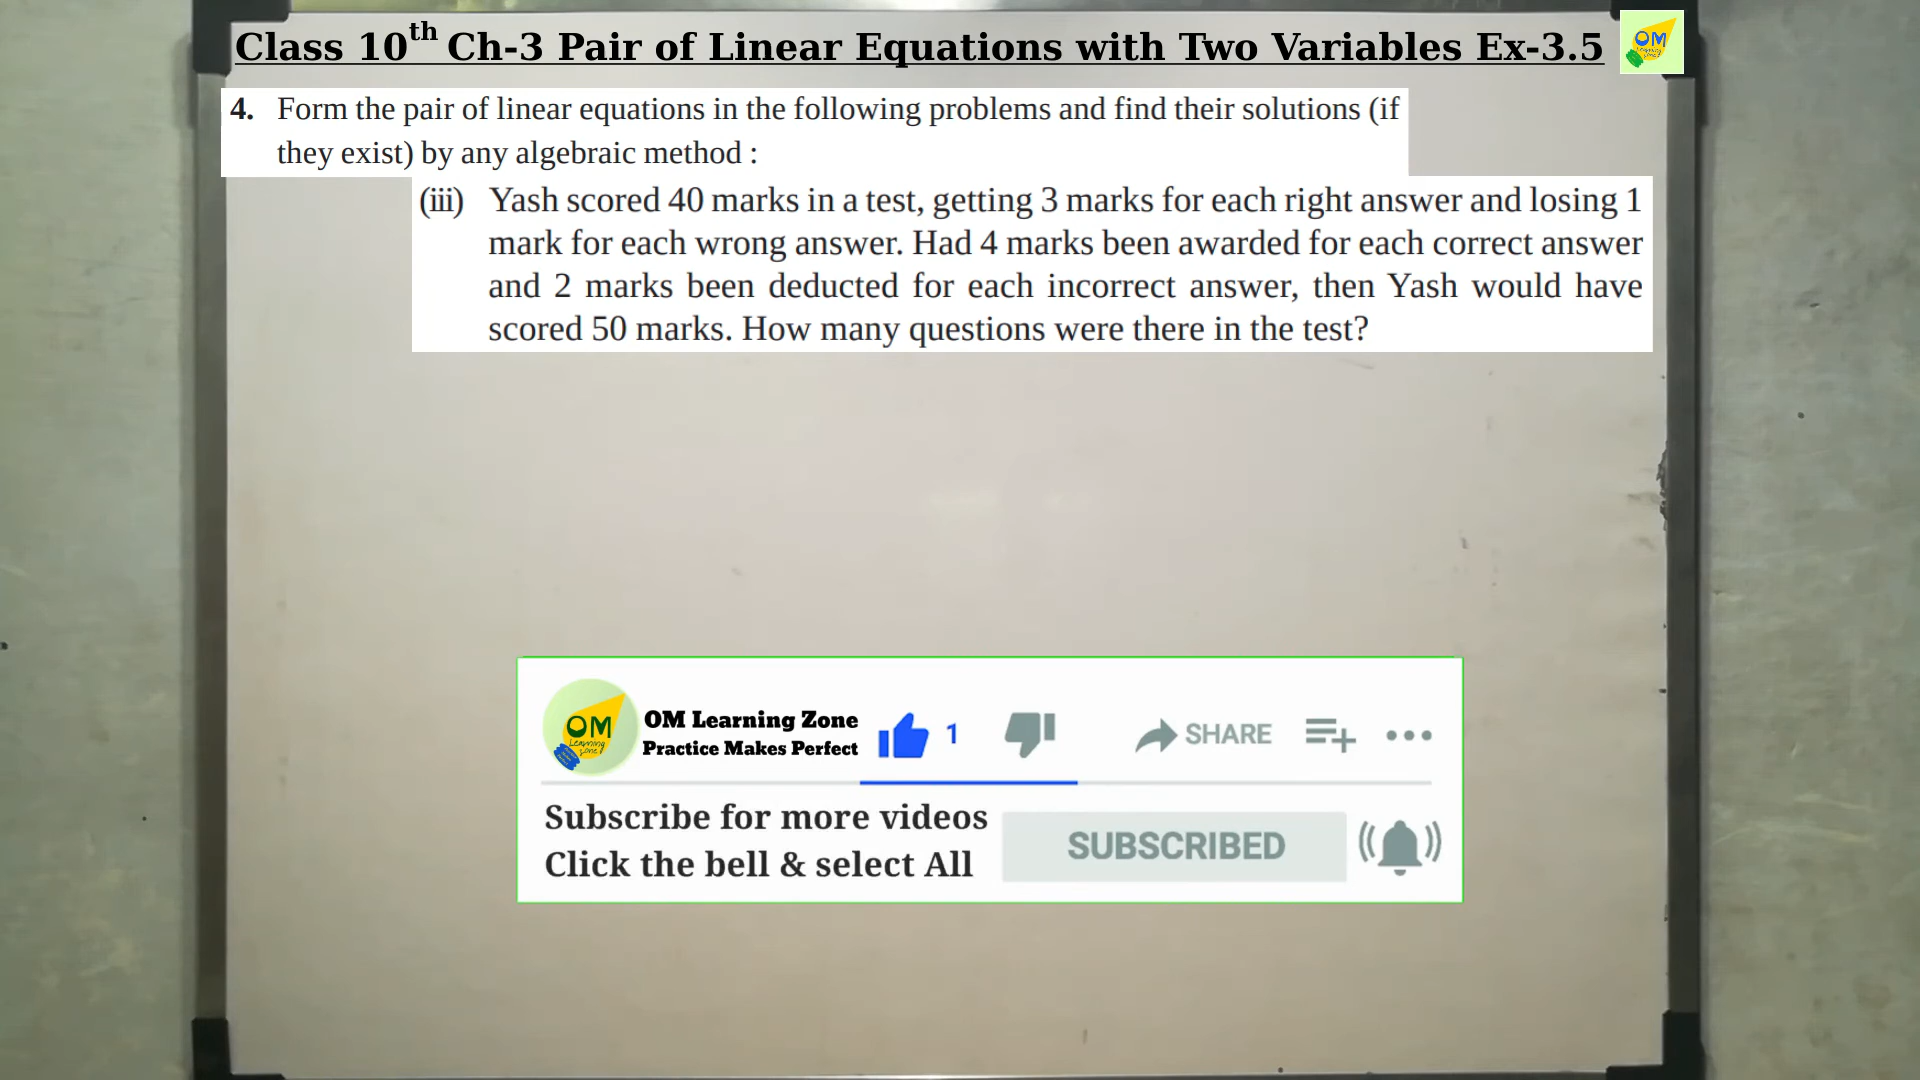 Class 10th Ch-3 Pair of Linear Equations with Two Variables Ex-3.5
OM
Learning
Zone
4. Form the pair of linear equations in the following problems and find their solutions (if
they exist) by any algebraic method :
(iii) Yash scored 40 marks in a test, getting 3 marks for each right answer and losing 1
mark for each wrong answer. Had 4 marks been awarded for each correct answer
and 2 marks been deducted for each incorrect answer, then Yash would have
scored 50 marks. How many questions were there in the test?
OM
Learning
Zone
OM Learning Zone
Practice Makes Perfect
1
SHARE
Subscribe for more videos
Click the bell & select All
SUBSCRIBED